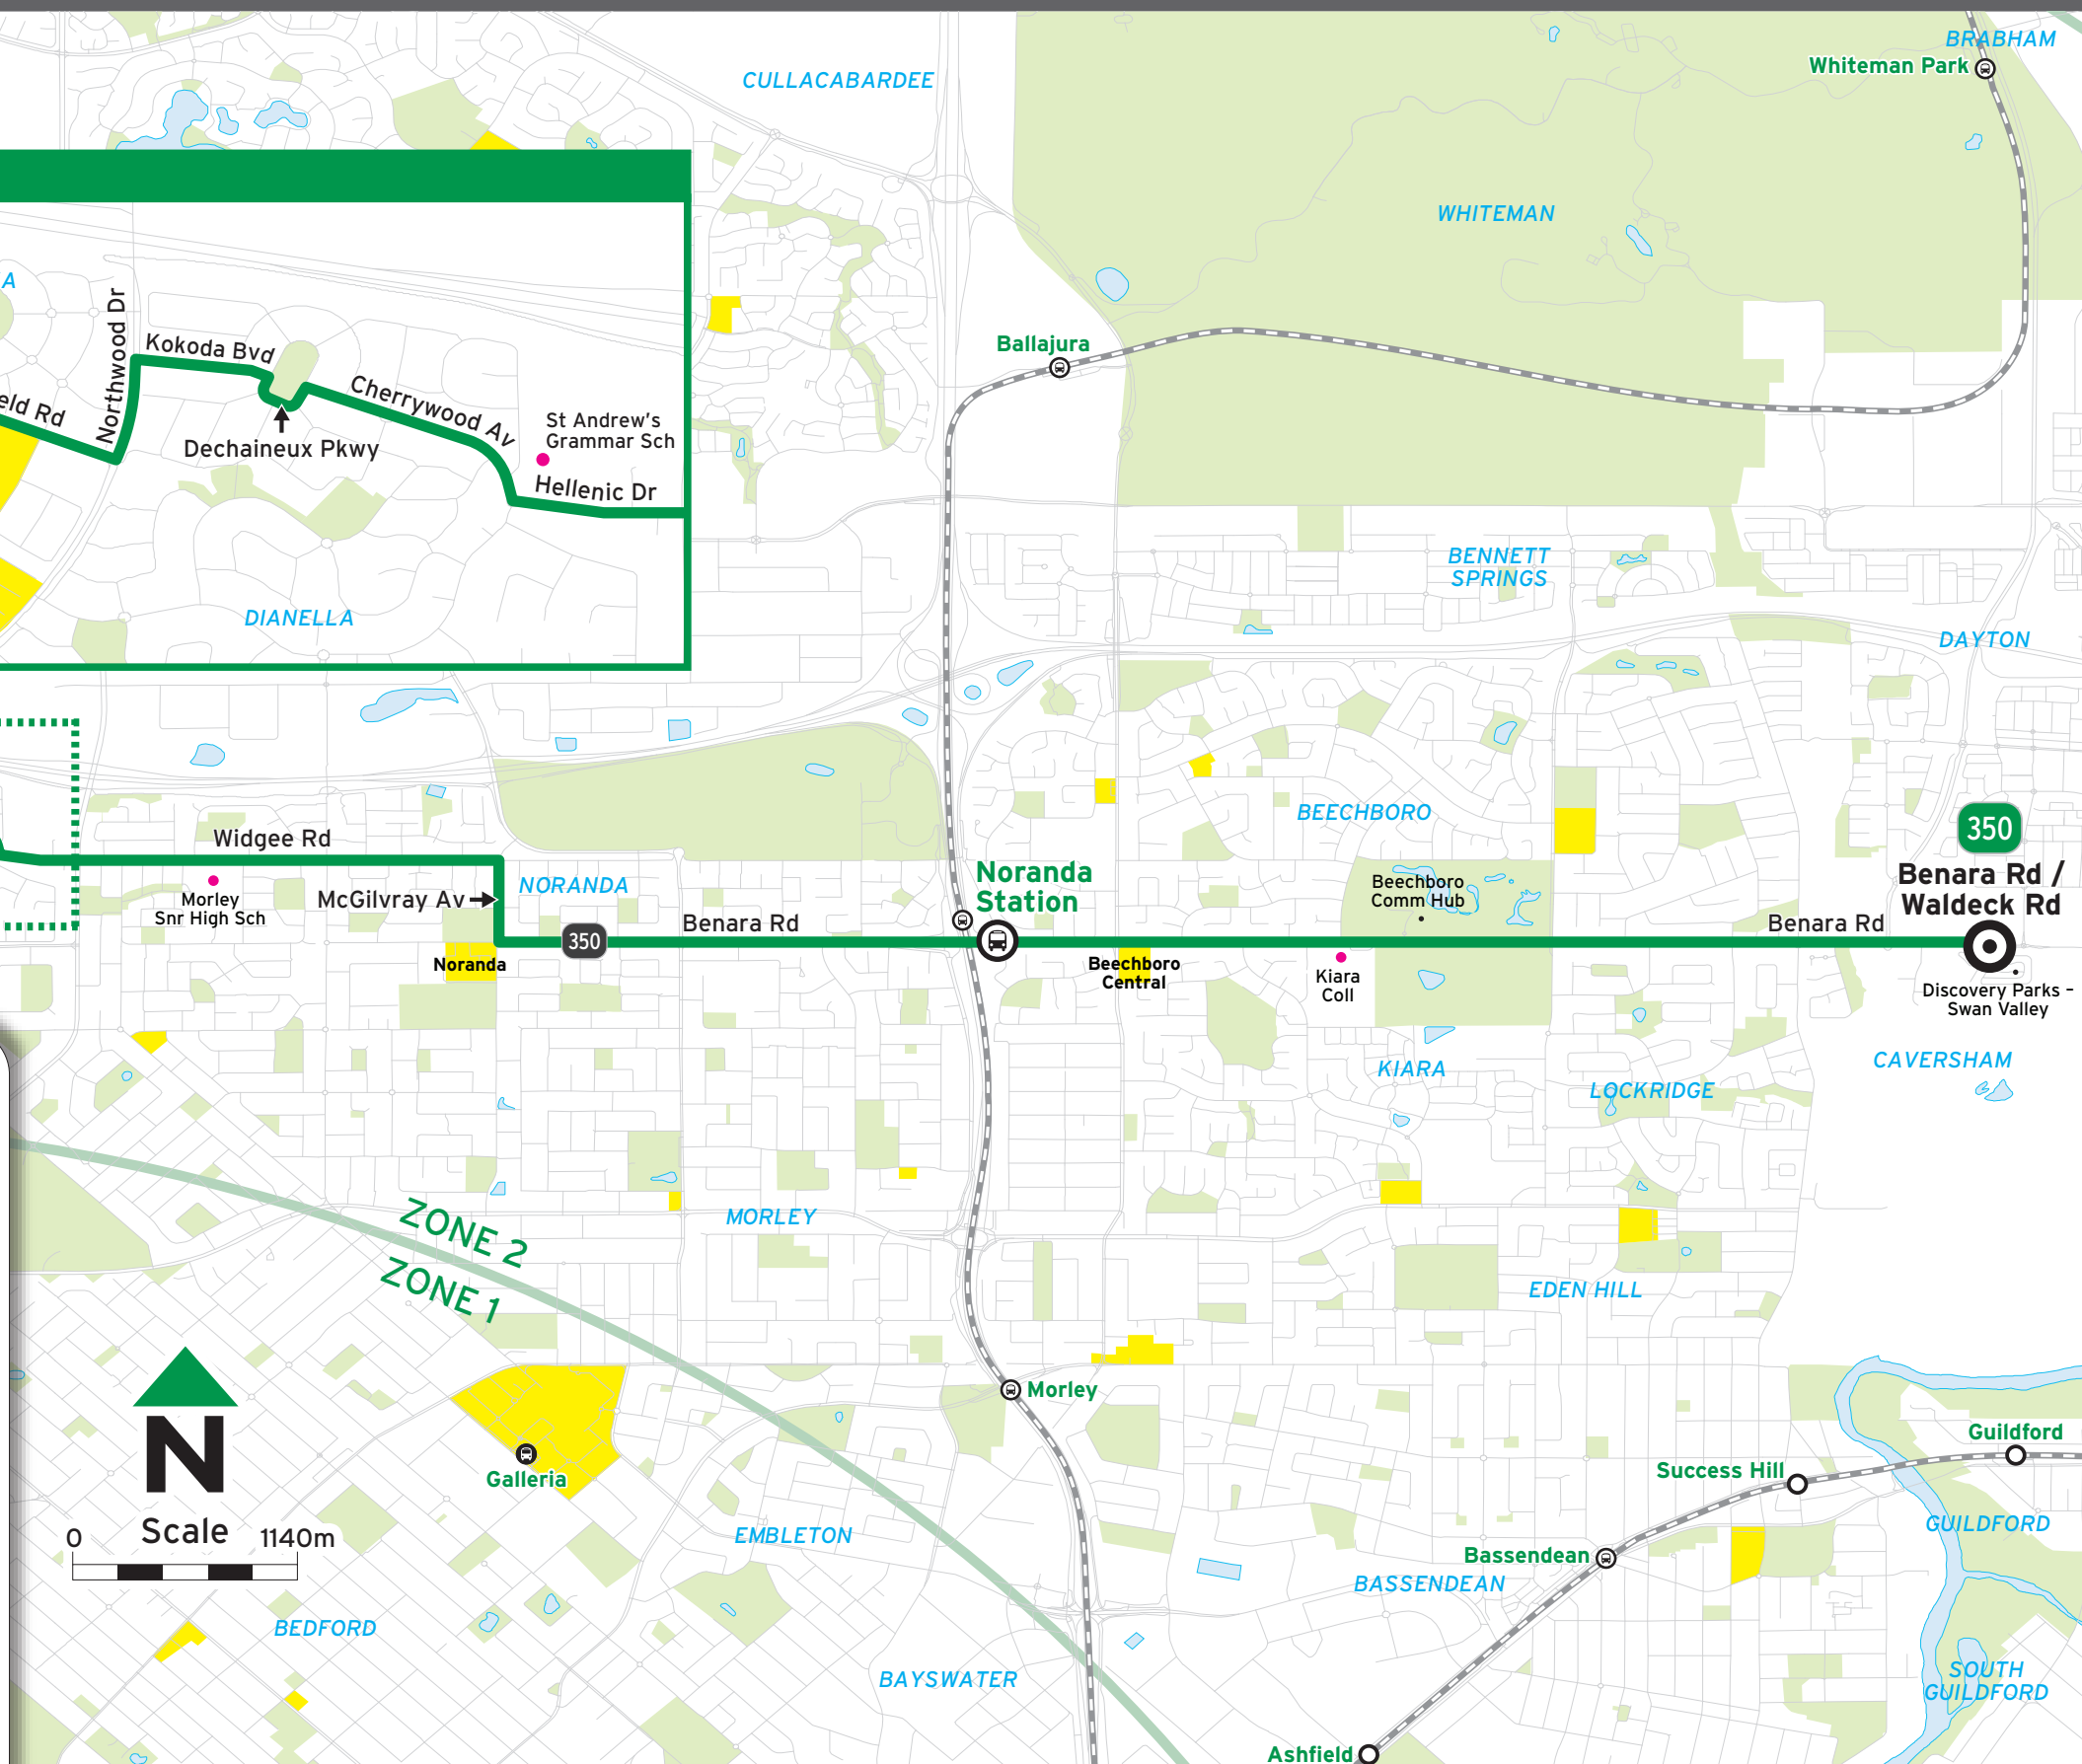 BRABHAM
Whiteman Park
CULLACABARDEE
WHITEMAN
A
Northwood Dr
Kokoda Bvd
Ballajura
eld Rd
Cherrywood Av
Dechaineux Pkwy
St Andrew's
Grammar Sch
Hellenic Dr
BENNETT
SPRINGS
DIANELLA
DAYTON
BEECHBORO
350
Widgee Rd
Noranda
Station
Benara Rd /
Waldeck Rd
Morley
Snr High Sch
McGilvray Av
NORANDA
Beechboro
Comm Hub
Benara Rd
Benara Rd
350
Noranda
Beechboro
Central
Kiara
Coll
Discovery Parks –
Swan Valley
KIARA
CAVERSHAM
LOCKRIDGE
MORLEY
ZONE 2
ZONE 1
EDEN HILL
Morley
N
Galleria
Guildford
Success Hill
Scale
0 1140m
EMBLETON
GUILDFORD
Bassendean
BASSENDEAN
BEDFORD
BAYSWATER
SOUTH
GUILDFORD
Ashfield